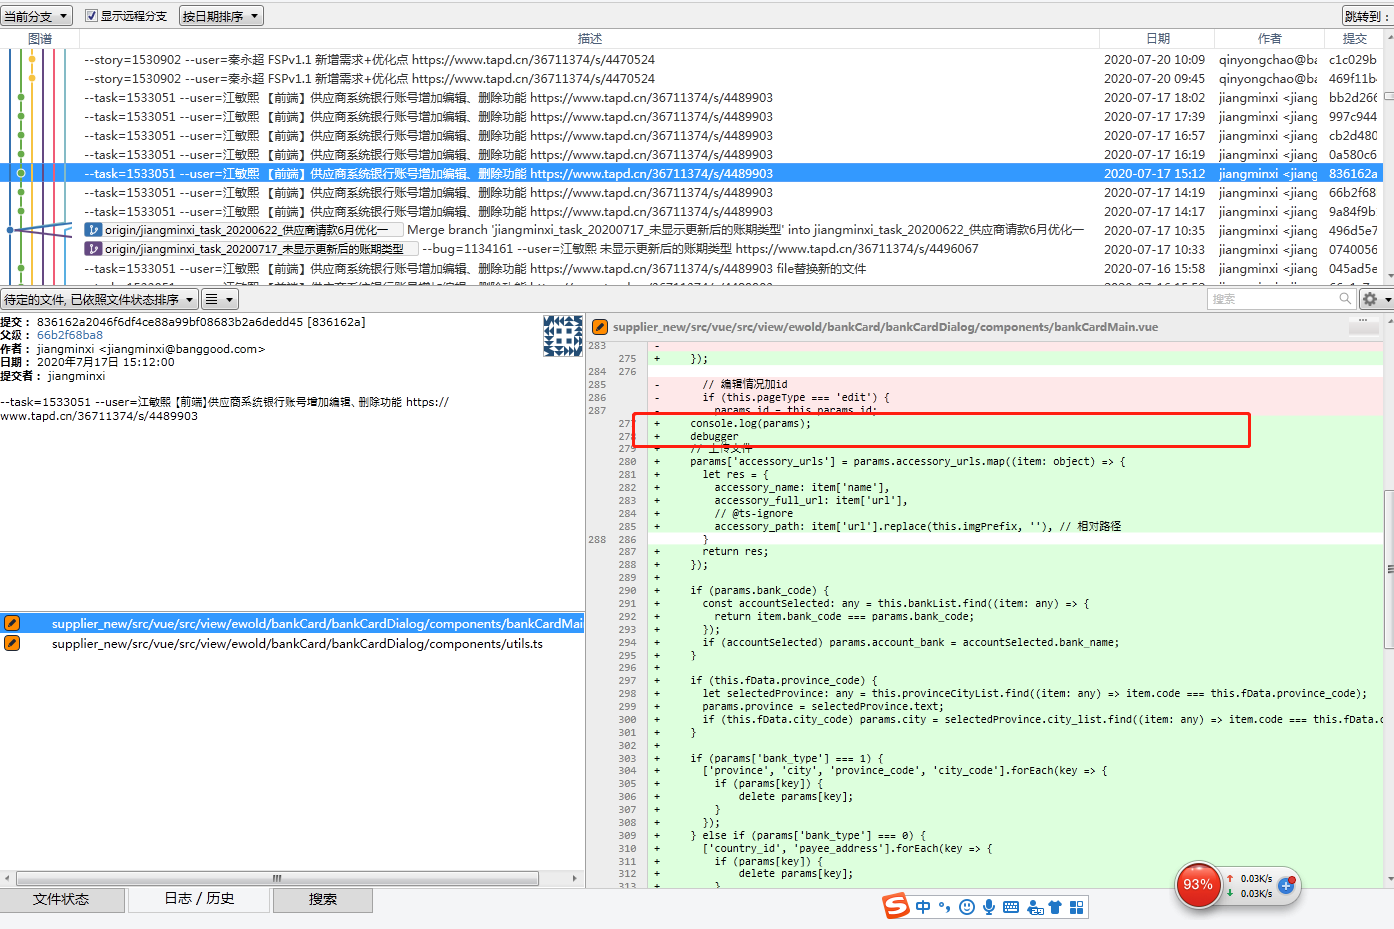 当前分支
显示远程分支
按日期排序
跳转到：
图谱
描述
日期
作者
提交
--story=1530902 --user=秦永超 FSPv1.1 新增需求+优化点 https://www.tapd.cn/36711374/s/4470524 2020-07-20 10:09 qinyongchao@ba c1c029b
--story=1530902 --user=秦永超 FSPv1.1 新增需求+优化点 https://www.tapd.cn/36711374/s/4470524 2020-07-20 09:45 qinyongchao@ba 469f11b
--task=1533051 --user=江敏熙 【前端】供应商系统银行账号增加编辑、删除功能 https://www.tapd.cn/36711374/s/4489903 2020-07-17 18:02 jiangminxi <jiang bb2d266
--task=1533051 --user=江敏熙 【前端】供应商系统银行账号增加编辑、删除功能 https://www.tapd.cn/36711374/s/4489903 2020-07-17 17:39 jiangminxi <jiang 997c944
--task=1533051 --user=江敏熙 【前端】供应商系统银行账号增加编辑、删除功能 https://www.tapd.cn/36711374/s/4489903 2020-07-17 16:57 jiangminxi <jiang cb2d480
--task=1533051 --user=江敏熙 【前端】供应商系统银行账号增加编辑、删除功能 https://www.tapd.cn/36711374/s/4489903 2020-07-17 16:19 jiangminxi <jiang 0a580c6
--task=1533051 --user=江敏熙 【前端】供应商系统银行账号增加编辑、删除功能 https://www.tapd.cn/36711374/s/4489903 2020-07-17 15:12 jiangminxi <jiang 836162a
--task=1533051 --user=江敏熙 【前端】供应商系统银行账号增加编辑、删除功能 https://www.tapd.cn/36711374/s/4489903 2020-07-17 14:19 jiangminxi <jiang 66b2f68
--task=1533051 --user=江敏熙 【前端】供应商系统银行账号增加编辑、删除功能 https://www.tapd.cn/36711374/s/4489903 2020-07-17 14:17 jiangminxi <jiang 9a84f9b
origin/jiangminxi_task_20200622_供应商请款6月优化一 Merge branch 'jiangminxi_task_20200717_未显示更新后的账期类型' into jiangminxi_task_20200622_供应商请款6月优化一 2020-07-17 10:35 jiangminxi <jiang 496d5e7
origin/jiangminxi_task_20200717_未显示更新后的账期类型 --bug=1134161 --user=江敏熙 未显示更新后的账期类型 https://www.tapd.cn/36711374/s/4496067 2020-07-17 10:33 jiangminxi <jiang 0740056
--task=1533051 --user=江敏熙 【前端】供应商系统银行账号增加编辑、删除功能 https://www.tapd.cn/36711374/s/4489903 file替换新的文件 2020-07-16 15:58 jiangminxi <jiang 045ad5e
待定的文件, 已依照文件状态排序
搜索
提交： 836162a2046f6df4ce88a99bf08683b2a6dedd45 [836162a]
父级： 66b2f68ba8
作者： jiangminxi <jiangminxi@banggood.com>
日期： 2020年7月17日 15:12:00
提交者： jiangminxi
--task=1533051 --user=江敏熙 【前端】供应商系统银行账号增加编辑、删除功能 https://
www.tapd.cn/36711374/s/4489903
supplier_new/src/vue/src/view/ewold/bankCard/bankCardDialog/components/bankCardMai
supplier_new/src/vue/src/view/ewold/bankCard/bankCardDialog/components/utils.ts
supplier_new/src/vue/src/view/ewold/bankCard/bankCardDialog/components/bankCardMain.vue
283 -
275 + });
284 276
285 - // 编辑情况加id
286 - if (this.pageType === 'edit') {
287 - params.id = this.params.id;
277 + console.log(params);
278 + debugger
279 + // 上传文件
280 + params['accessory_urls'] = params.accessory_urls.map((item: object) => {
281 + let res = {
282 + accessory_name: item['name'],
283 + accessory_full_url: item['url'],
284 + // @ts-ignore
285 + accessory_path: item['url'].replace(this.imgPrefix, ''), // 相对路径
288 286 }
287 + return res;
288 + });
289 +
290 + if (params.bank_code) {
291 + const accountSelected: any = this.bankList.find((item: any) => {
292 + return item.bank_code === params.bank_code;
293 + });
294 + if (accountSelected) params.account_bank = accountSelected.bank_name;
295 + }
296 +
297 + if (this.fData.province_code) {
298 + let selectedProvince: any = this.provinceCityList.find((item: any) => item.code === this.fData.province_code);
299 + params.province = selectedProvince.text;
300 + if (this.fData.city_code) params.city = selectedProvince.city_list.find((item: any) => item.code === this.fData.c
301 + }
302 +
303 + if (params['bank_type'] === 1) {
304 + ['province', 'city', 'province_code', 'city_code'].forEach(key => {
305 + if (params[key]) {
306 + delete params[key];
307 + }
308 + });
309 + } else if (params['bank_type'] === 0) {
310 + ['country_id', 'payee_address'].forEach(key => {
311 + if (params[key]) {
312 + delete params[key];
313 + }
文件状态
日志 / 历史
搜索
中
93%
0.03K/s
0.03K/s